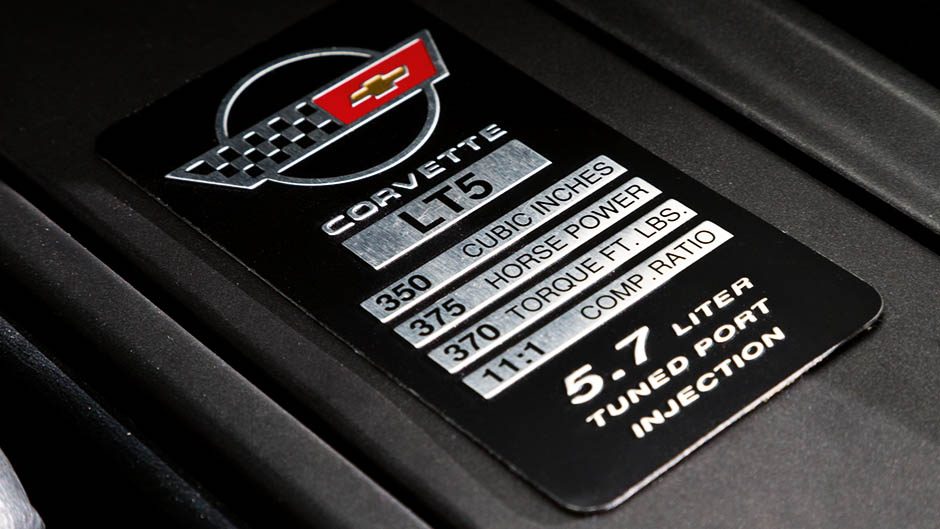 CORVETTE
LT5
350 CUBIC INCHES
375 HORSE POWER
370 TORQUE FT. LBS.
11:1 COMP. RATIO
5.7 LITER
TUNED PORT
INJECTION